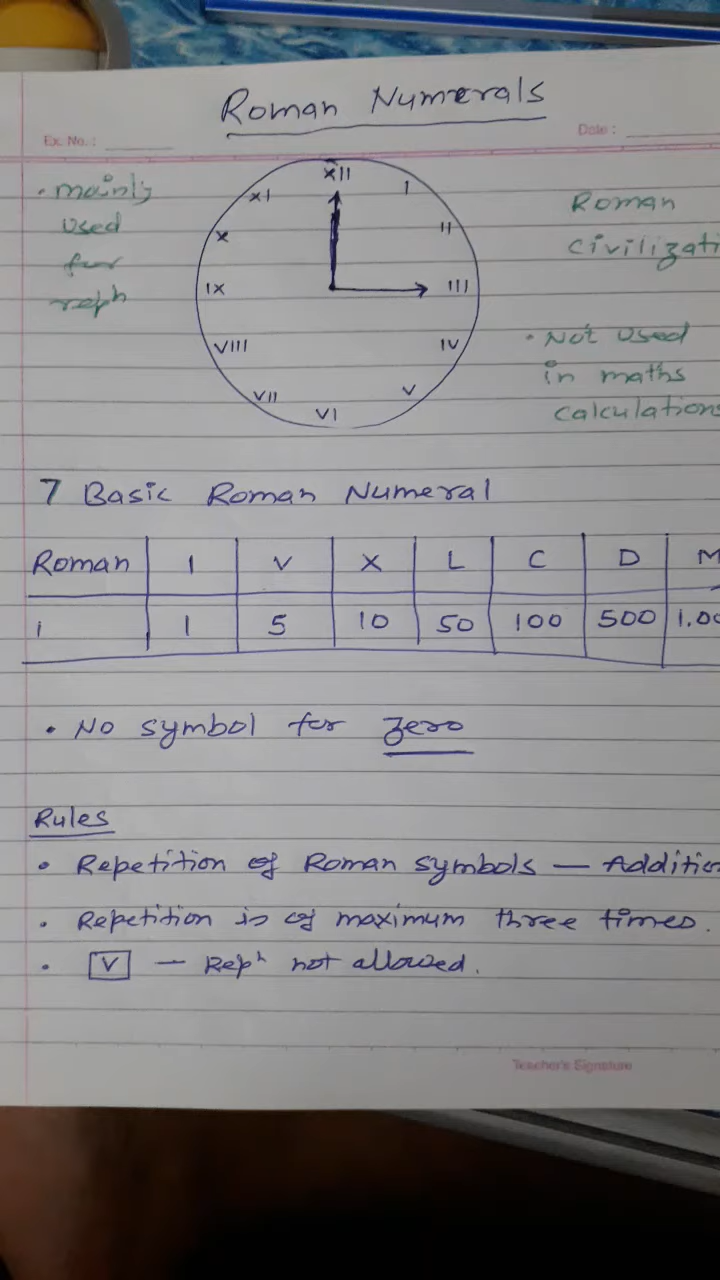 Roman Numerals
Ex. No. :
Date :
• mainly
used
for
repⁿ
Roman
civilizati
• Not used
in maths
calculations
XII
I
II
III
IV
V
VI
VII
VIII
IX
X
XI
7 Basic Roman Numeral
Roman I V X L C D M
1 5 10 50 100 500 1.00
• No symbol for zero
Rules
• Repetition of Roman symbols — Additio
• Repetition is of maximum three times.
• V — Repⁿ not allowed.
Teacher's Signature